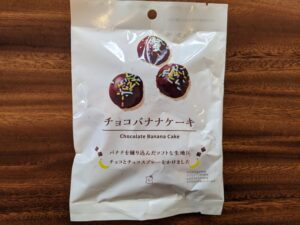 チョコバナナケーキ
Chocolate Banana Cake
バナナを練り込んだソフトな生地に
チョコとチョコスプレーをかけました